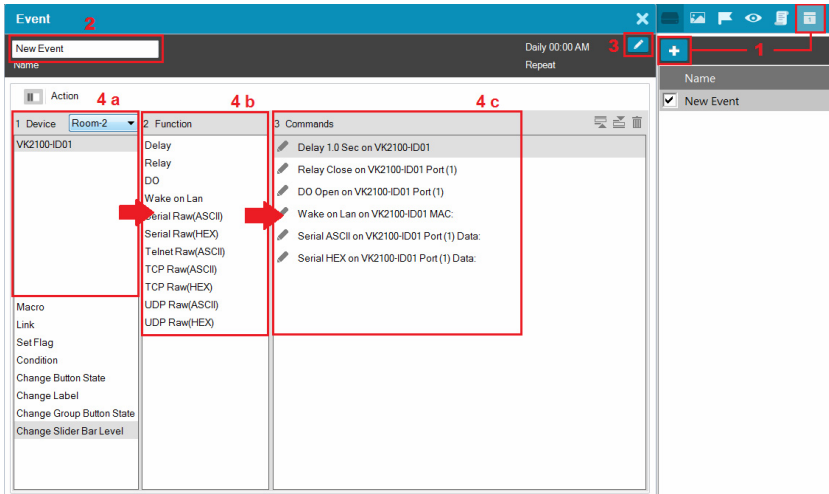 Event
2
New Event
Name
Daily 00:00 AM
Repeat
3
1
Name
New Event
Action
4 a
4 b
4 c
1 Device
Room-2
2 Function
3 Commands
VK2100-ID01
Macro
Link
Set Flag
Condition
Change Button State
Change Label
Change Group Button State
Change Slider Bar Level
Delay
Relay
DO
Wake on Lan
Serial Raw(ASCII)
Serial Raw(HEX)
Telnet Raw(ASCII)
TCP Raw(ASCII)
TCP Raw(HEX)
UDP Raw(ASCII)
UDP Raw(HEX)
Delay 1.0 Sec on VK2100-ID01
Relay Close on VK2100-ID01 Port (1)
DO Open on VK2100-ID01 Port (1)
Wake on Lan on VK2100-ID01 MAC:
Serial ASCII on VK2100-ID01 Port (1) Data:
Serial HEX on VK2100-ID01 Port (1) Data: